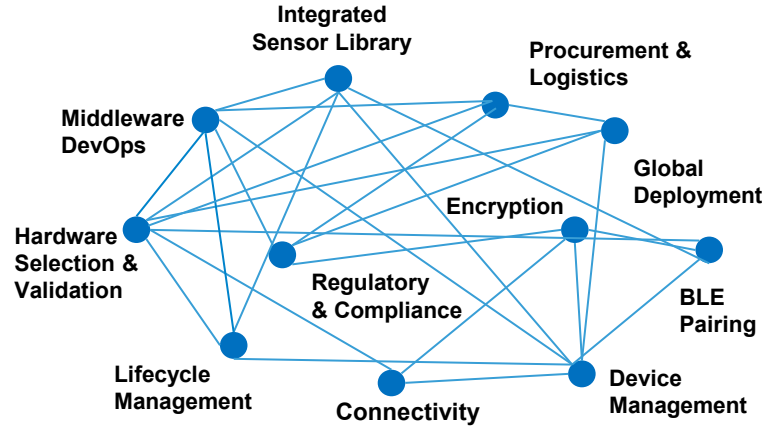 Integrated
Sensor Library
Procurement &
Logistics
Middleware
DevOps
Global
Deployment
Encryption
Hardware
Selection &
Validation
Regulatory
& Compliance
BLE
Pairing
Lifecycle
Management
Connectivity
Device
Management